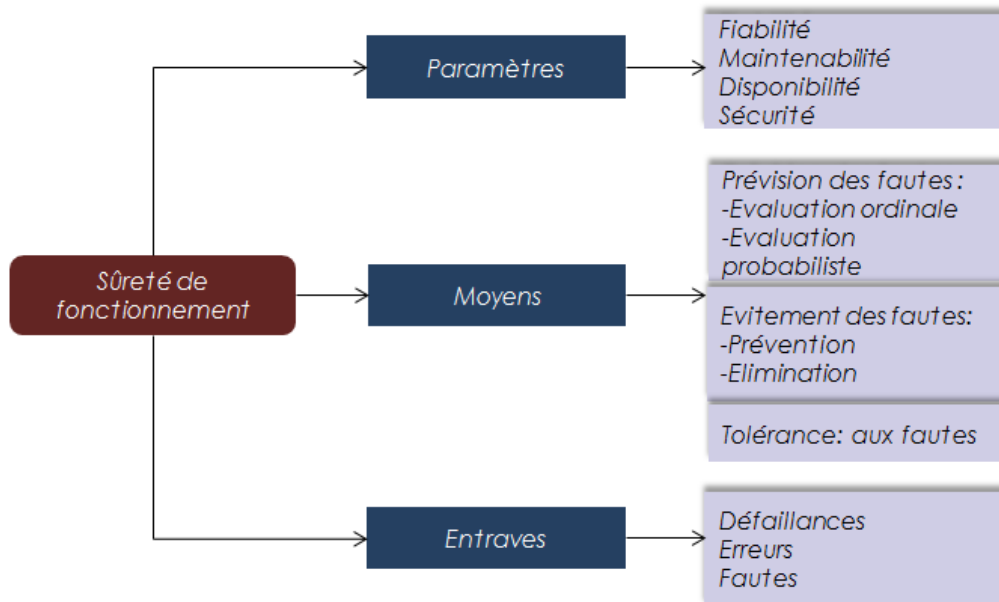 Sûreté de
fonctionnement
Paramètres
Fiabilité
Maintenabilité
Disponibilité
Sécurité
Moyens
Prévision des fautes :
-Evaluation ordinale
-Evaluation
probabiliste
Evitement des fautes:
-Prévention
-Elimination
Tolérance: aux fautes
Entraves
Défaillances
Erreurs
Fautes